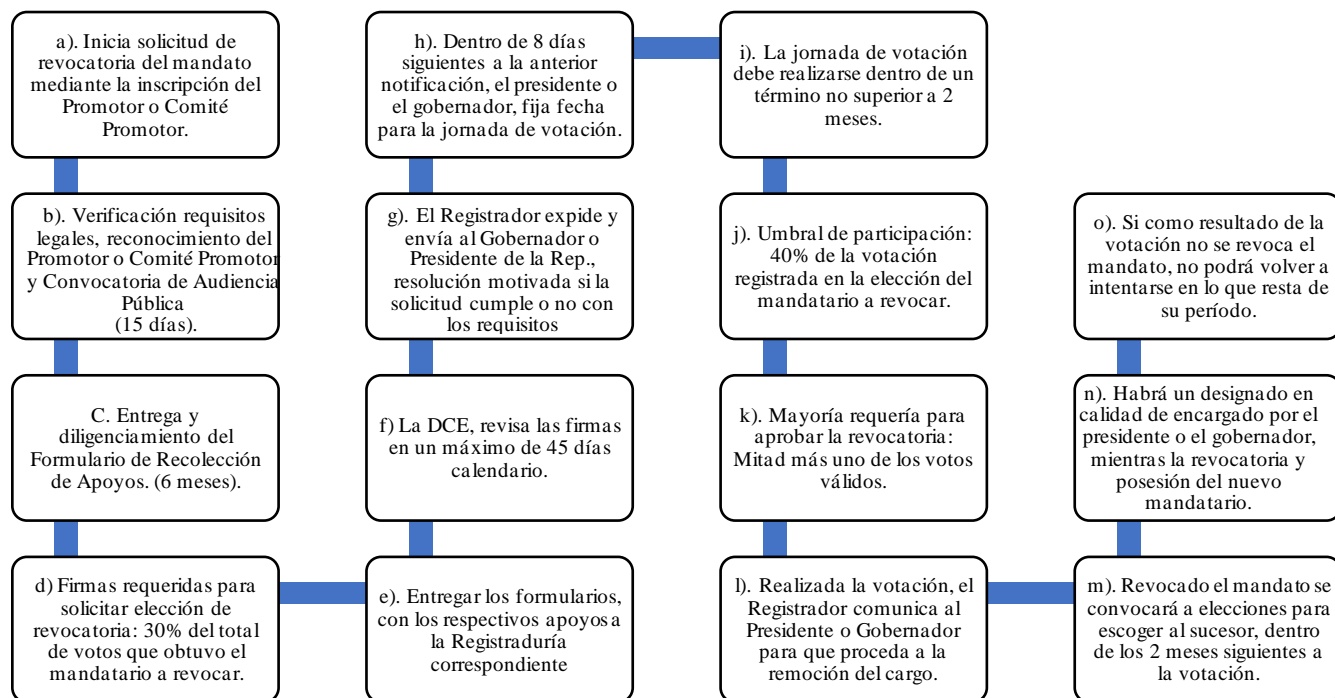 a). Inicia solicitud de
revocatoria del mandato
mediante la inscripción del
Promotor o Comité
Promotor.
b). Verificación requisitos
legales, reconocimiento del
Promotor o Comité Promotor
y Convocatoria de Audiencia
Pública
(15 días).
C. Entrega y
diligenciamiento del
Formulario de Recolección
de Apoyos. (6 meses).
d) Firmas requeridas para
solicitar elección de
revocatoria: 30% del total
de votos que obtuvo el
mandatario a revocar.
e). Entregar los formularios,
con los respectivos apoyos a
la Registraduría
correspondiente
f) La DCE, revisa las firmas
en un máximo de 45 días
calendario.
g). El Registrador expide y
envía al Gobernador o
Presidente de la Rep.,
resolución motivada si la
solicitud cumple o no con
los requisitos
h). Dentro de 8 días
siguientes a la anterior
notificación, el presidente o
el gobernador, fija fecha
para la jornada de votación.
i). La jornada de votación
debe realizarse dentro de un
término no superior a 2
meses.
j). Umbral de participación:
40% de la votación
registrada en la elección del
mandatario a revocar.
k). Mayoría requería para
aprobar la revocatoria:
Mitad más uno de los votos
válidos.
l). Realizada la votación, el
Registrador comunica al
Presidente o Gobernador
para que proceda a la
remoción del cargo.
m). Revocado el mandato se
convocará a elecciones para
escoger al sucesor, dentro
de los 2 meses siguientes a
la votación.
n). Habrá un designado en
calidad de encargado por el
presidente o el gobernador,
mientras la revocatoria y
posesión del nuevo
mandatario.
o). Si como resultado de la
votación no se revoca el
mandato, no podrá volver a
intentarse en lo que resta de
su período.